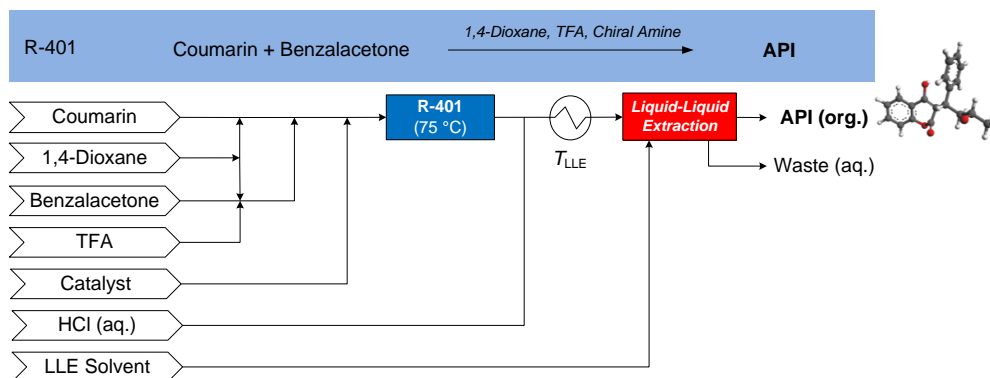 R-401
Coumarin + Benzalacetone
1,4-Dioxane, TFA, Chiral Amine
API
Coumarin
1,4-Dioxane
Benzalacetone
TFA
Catalyst
HCl (aq.)
LLE Solvent
R-401
(75 °C)
TLLE
Liquid-Liquid
Extraction
API (org.)
Waste (aq.)